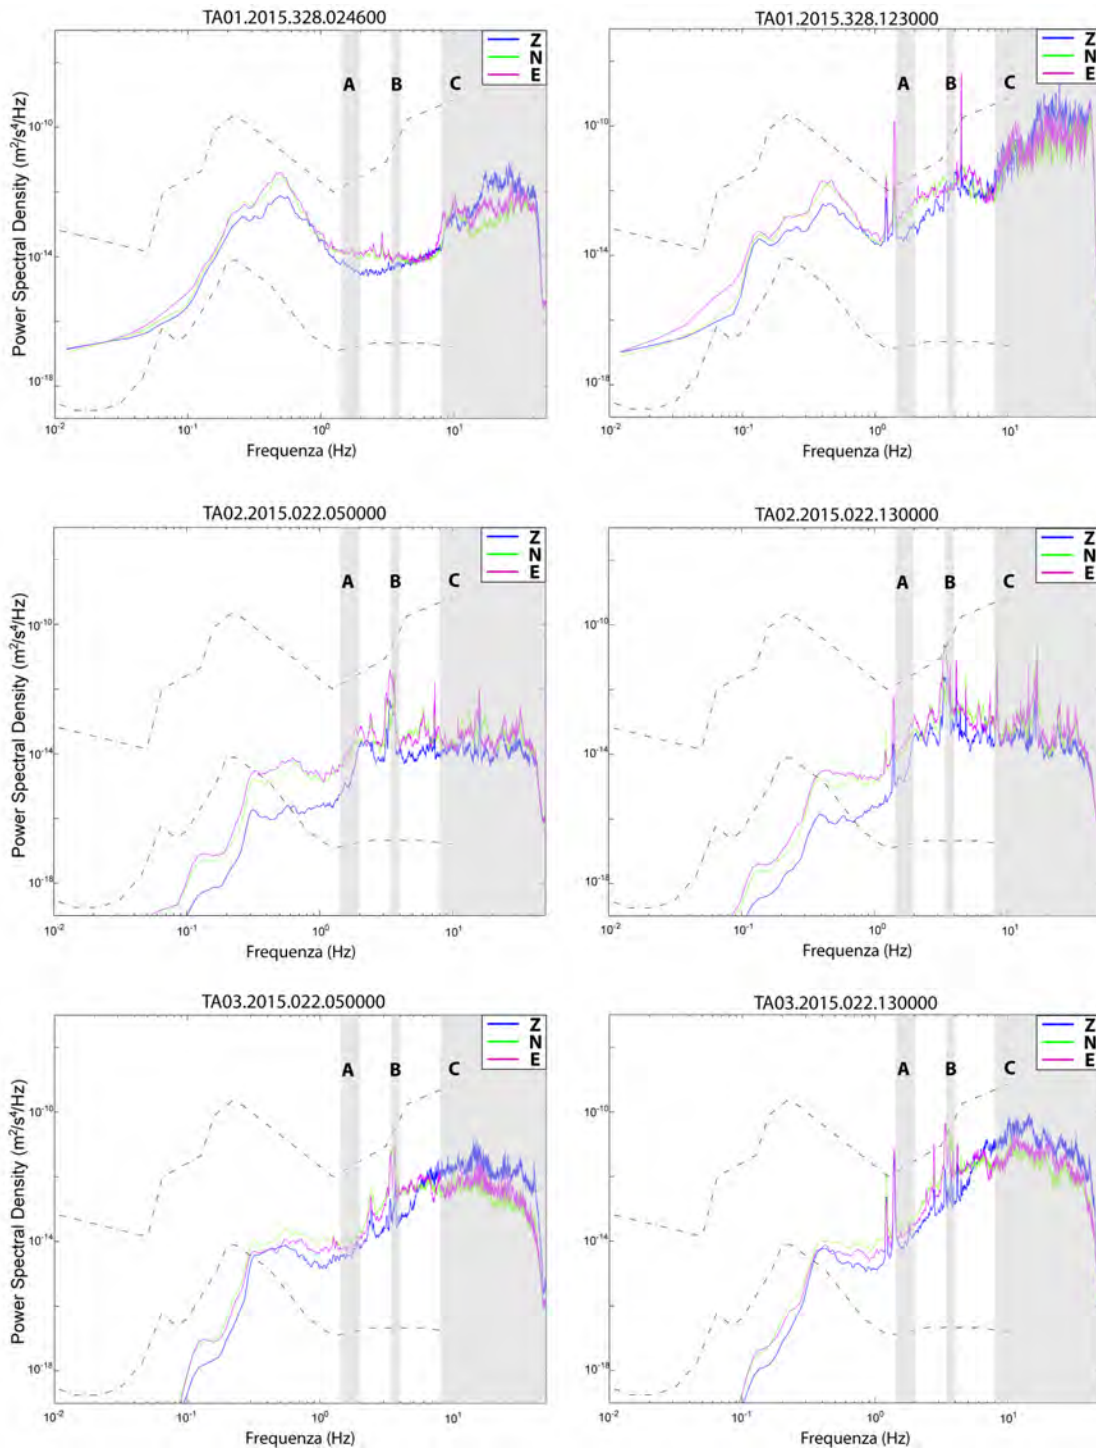 TA01.2015.328.024600
Z
N
E
A B C
10⁻¹⁰
10⁻¹⁴
10⁻¹⁸
Power Spectral Density (m²/s⁴/Hz)
10⁻² 10⁻¹ 10⁰ 10¹
Frequenza (Hz)
TA01.2015.328.123000
Z
N
E
A B C
10⁻¹⁰
10⁻¹⁴
10⁻¹⁸
10⁻² 10⁻¹ 10⁰ 10¹
Frequenza (Hz)
TA02.2015.022.050000
Z
N
E
A B C
10⁻¹⁰
10⁻¹⁴
10⁻¹⁸
Power Spectral Density (m²/s⁴/Hz)
10⁻² 10⁻¹ 10⁰ 10¹
Frequenza (Hz)
TA02.2015.022.130000
Z
N
E
A B C
10⁻¹⁰
10⁻¹⁴
10⁻¹⁸
10⁻² 10⁻¹ 10⁰ 10¹
Frequenza (Hz)
TA03.2015.022.050000
Z
N
E
A B C
10⁻¹⁰
10⁻¹⁴
10⁻¹⁸
Power Spectral Density (m²/s⁴/Hz)
10⁻² 10⁻¹ 10⁰ 10¹
Frequenza (Hz)
TA03.2015.022.130000
Z
N
E
A B C
10⁻¹⁰
10⁻¹⁴
10⁻¹⁸
10⁻² 10⁻¹ 10⁰ 10¹
Frequenza (Hz)